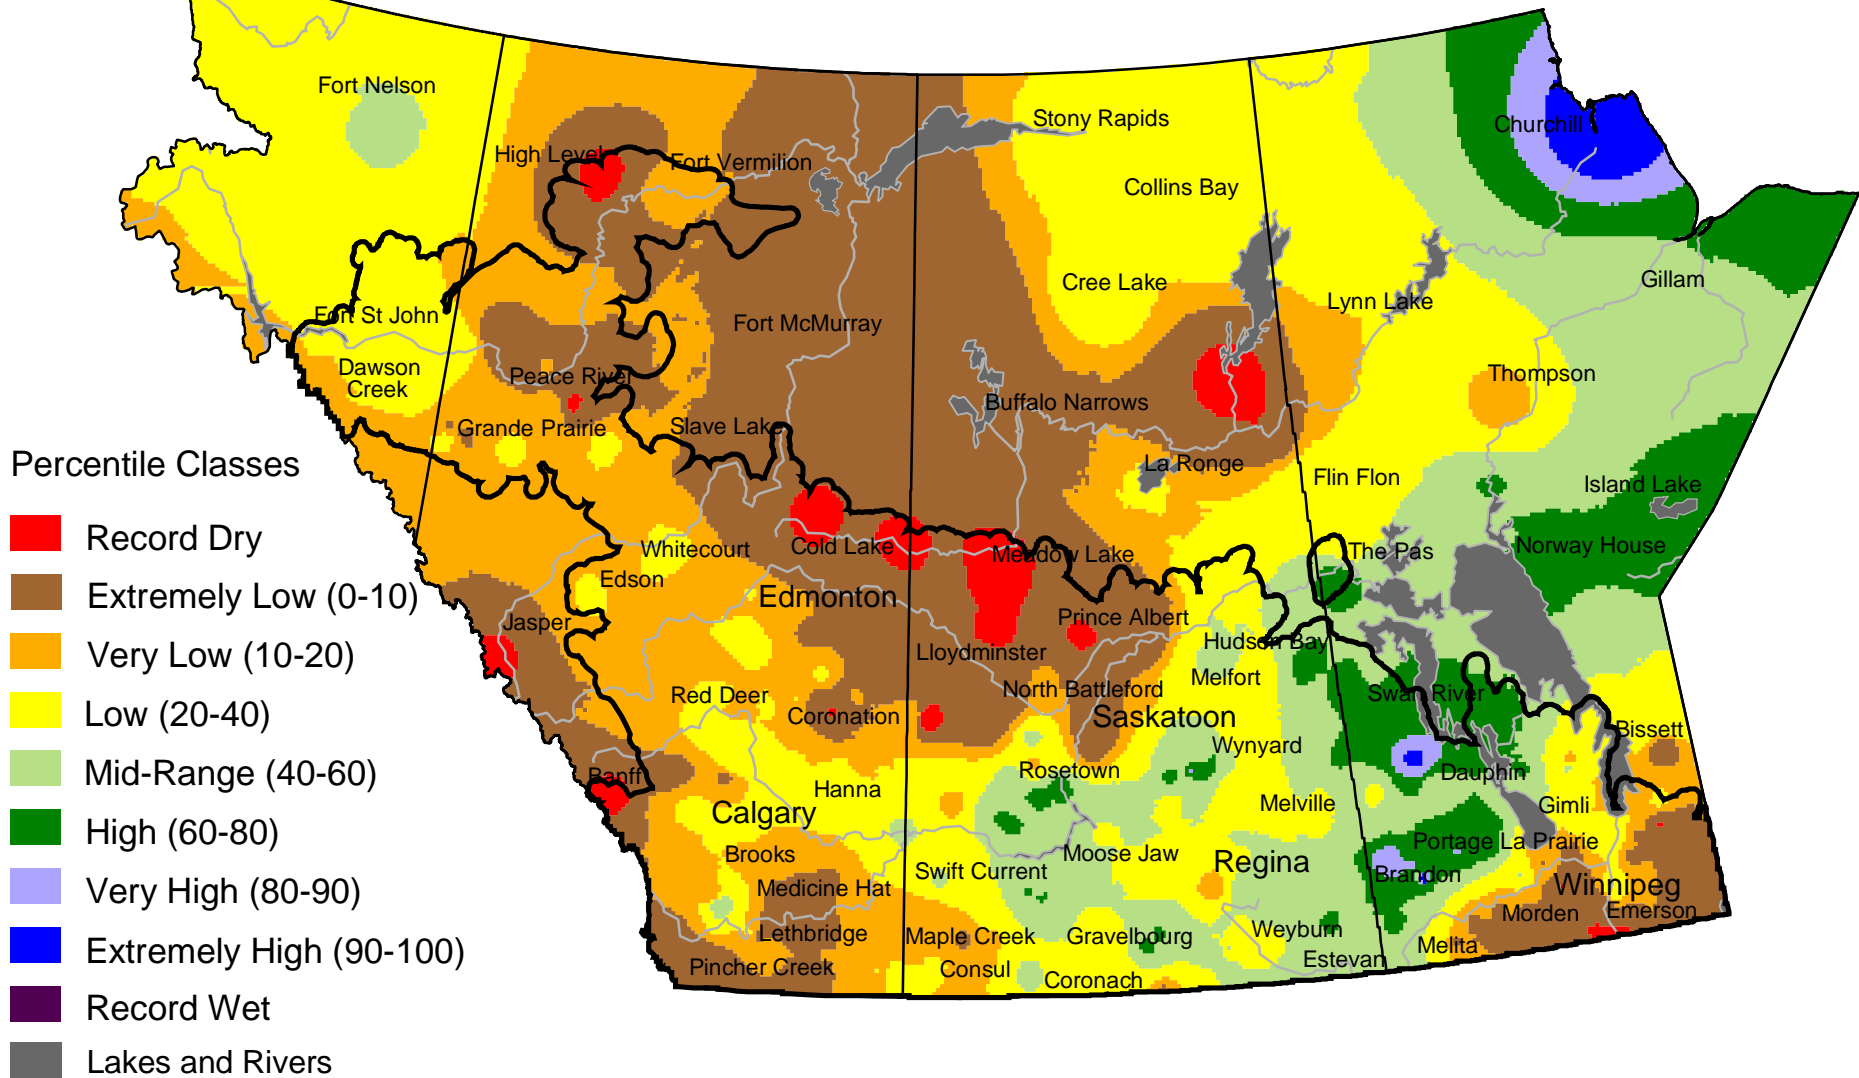 Fort Nelson
Stony Rapids
Churchill
High Level
Fort Vermilion
Collins Bay
Cree Lake
Gillam
Lynn Lake
Fort St John
Fort McMurray
Dawson
Creek
Peace River
Thompson
Buffalo Narrows
Grande Prairie
Slave Lake
La Ronge
Flin Flon
Island Lake
Whitecourt
Cold Lake
Meadow Lake
The Pas
Norway House
Edson
Edmonton
Jasper
Prince Albert
Hudson Bay
Lloydminster
Melfort
Red Deer
North Battleford
Swan River
Coronation
Saskatoon
Bissett
Wynyard
Banff
Rosetown
Dauphin
Hanna
Melville
Gimli
Calgary
Portage La Prairie
Brooks
Moose Jaw
Regina
Swift Current
Brandon
Medicine Hat
Winnipeg
Morden
Emerson
Lethbridge
Maple Creek
Gravelbourg
Weyburn
Melita
Pincher Creek
Consul
Estevan
Coronach
Percentile Classes
Record Dry
Extremely Low (0-10)
Very Low (10-20)
Low (20-40)
Mid-Range (40-60)
High (60-80)
Very High (80-90)
Extremely High (90-100)
Record Wet
Lakes and Rivers